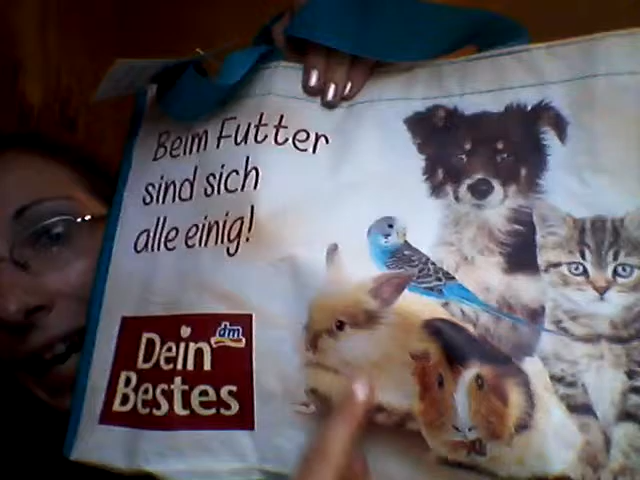 Beim Futter
sind sich
alle einig!
dm
Dein
Bestes